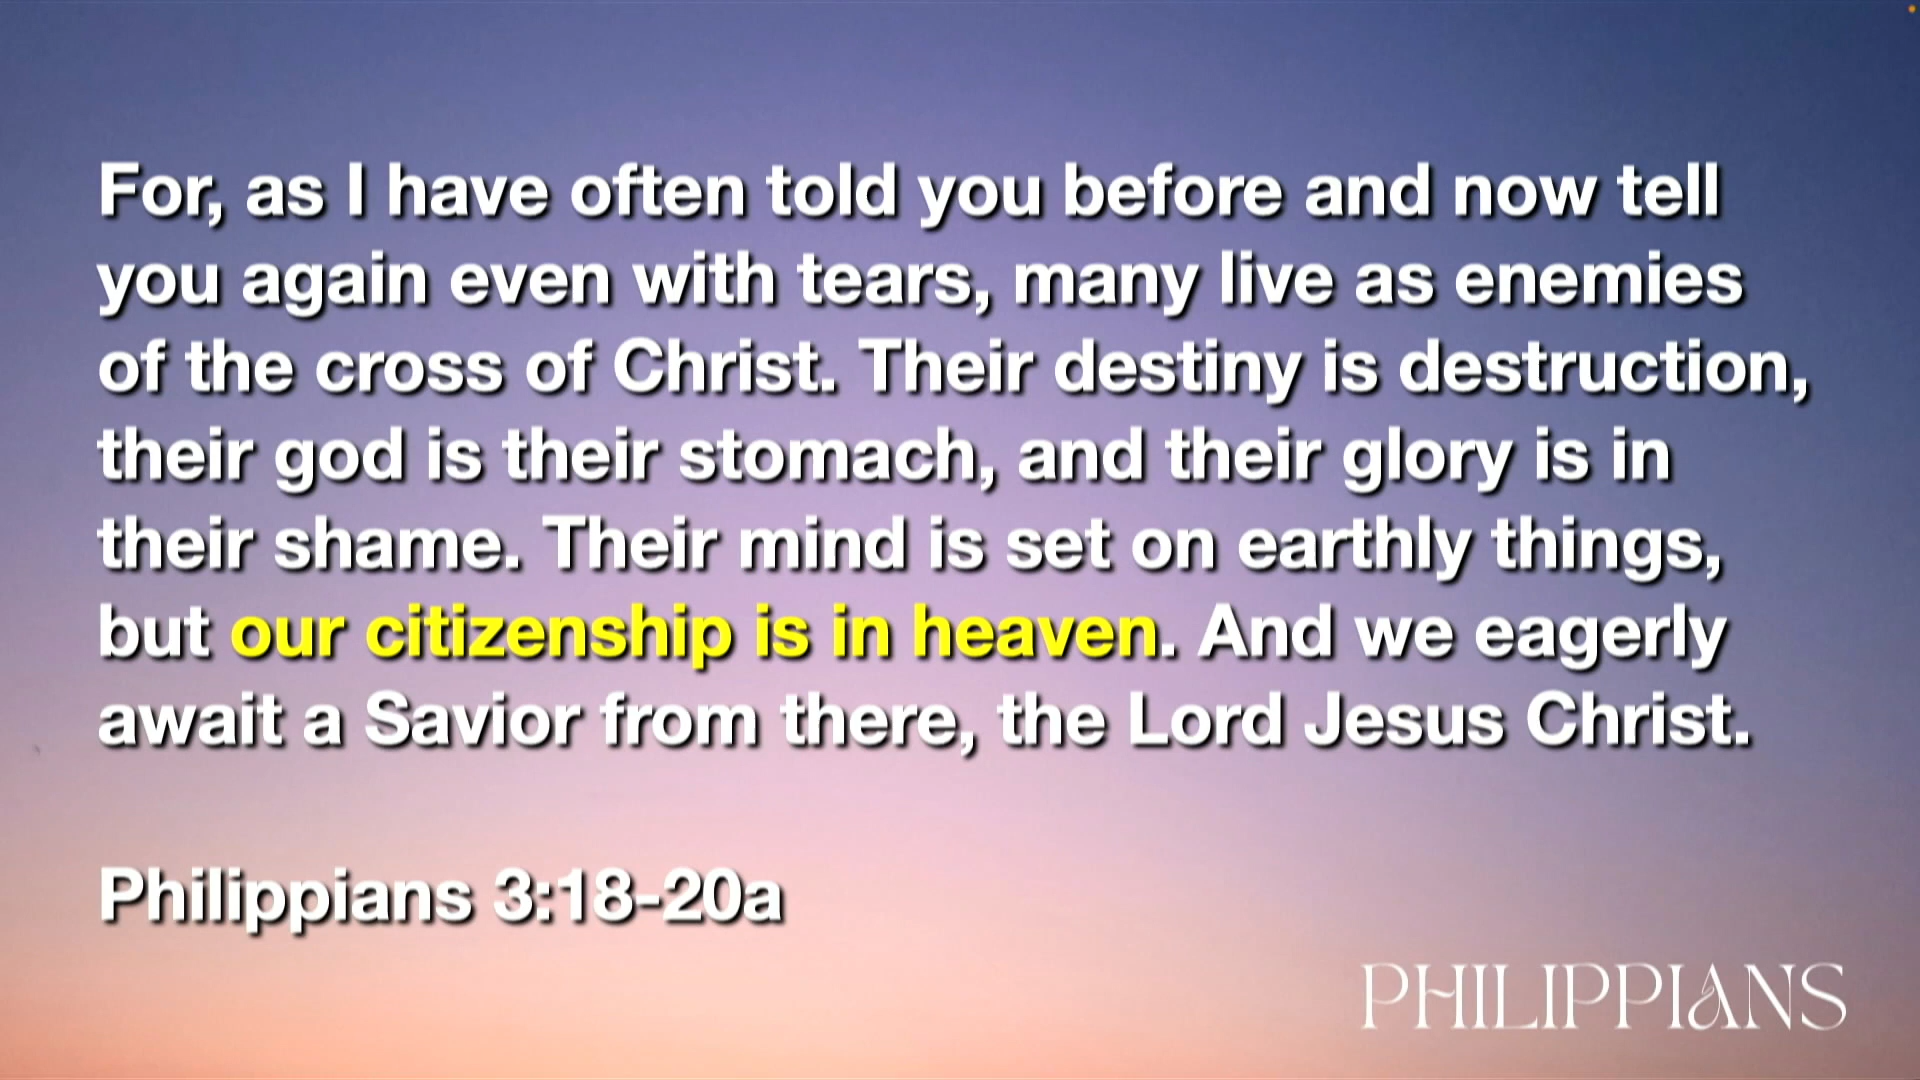 For, as I have often told you before and now tell
you again even with tears, many live as enemies
of the cross of Christ. Their destiny is destruction,
their god is their stomach, and their glory is in
their shame. Their mind is set on earthly things,
but our citizenship is in heaven. And we eagerly
await a Savior from there, the Lord Jesus Christ.
Philippians 3:18-20a
PHILIPPIANS